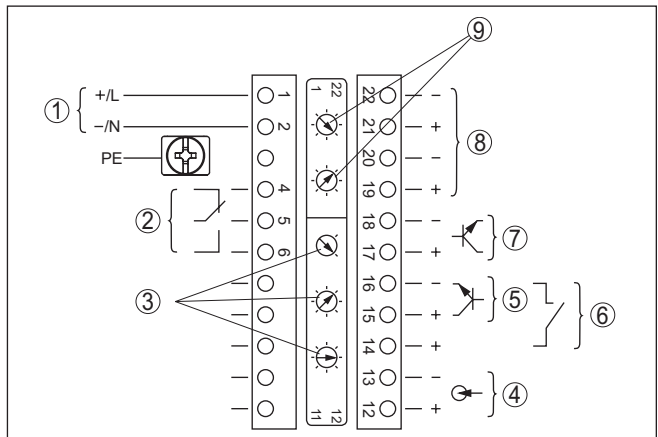 ⑨
1 22
① +/L 1 22 −
−/N 2 21 + ⑧
PE 20 −
4 19 +
② 5 18 − ⑦
6 17 +
③ 16 − ⑤ ⑥
15 +
14 +
13 − ④
11 12 12 +